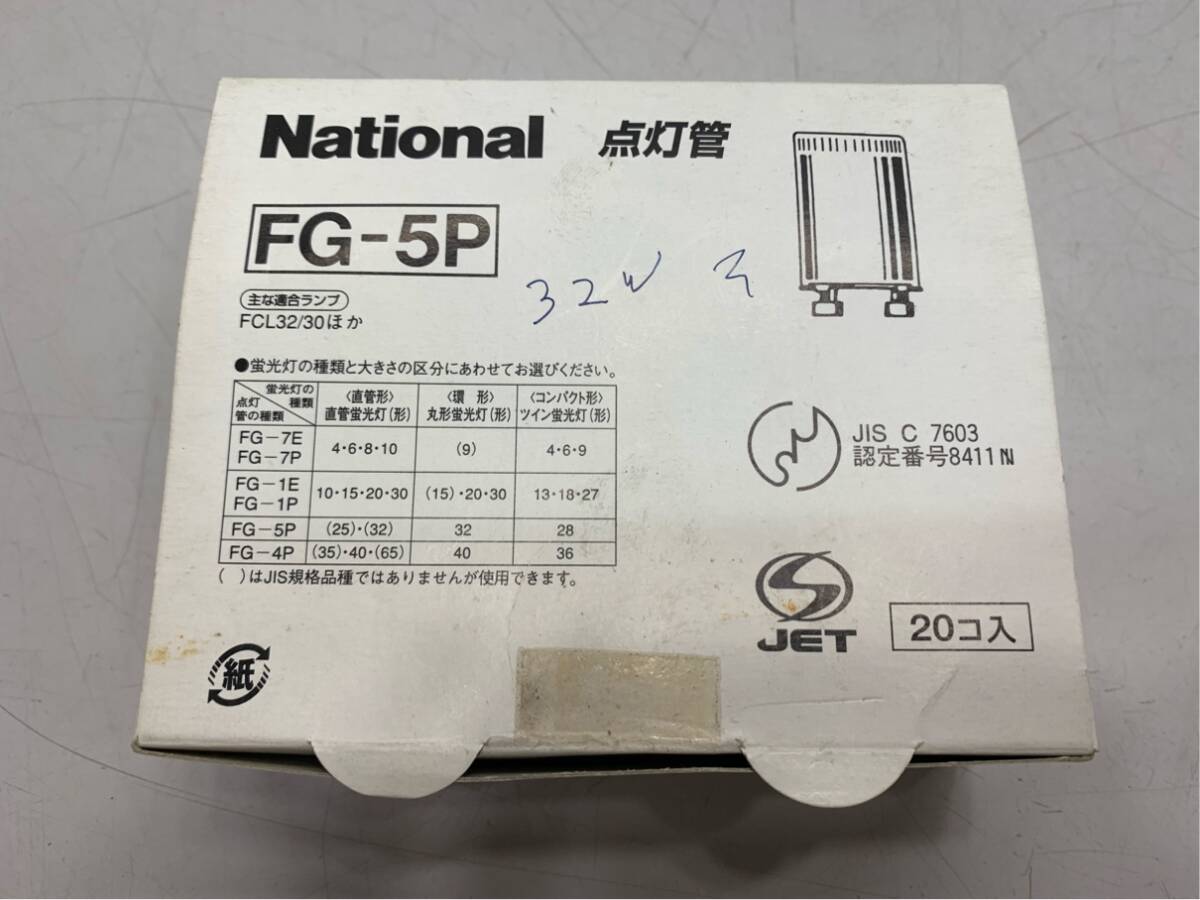 National 点灯管
FG-5P
32W
主な適合ランプ
FCL32/30ほか
●蛍光灯の種類と大きさの区分にあわせてお選びください。
蛍光灯の種類 点灯管の種類 〈直管形〉直管蛍光灯(形) 〈環 形〉丸形蛍光灯(形) 〈コンパクト形〉ツイン蛍光灯(形)
FG-7E FG-7P 4・6・8・10 (9) 4・6・9
FG-1E FG-1P 10・15・20・30 (15)・20・30 13・18・27
FG-5P (25)・(32) 32 28
FG-4P (35)・40・(65) 40 36
( )はJIS規格品種ではありませんが使用できます。
JIS C 7603
認定番号8411
JET
20コ入
紙